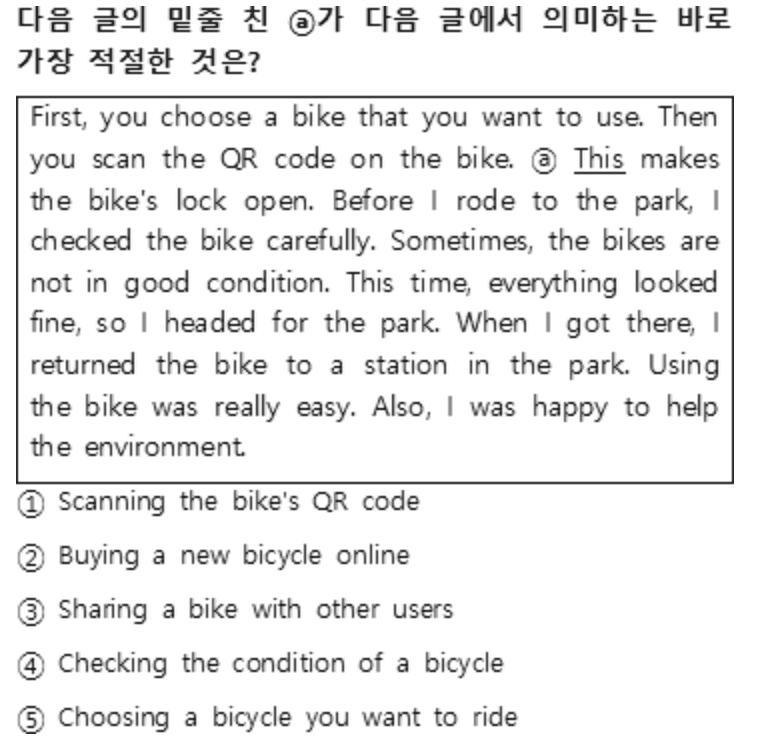 다음 글의 밑줄 친 ⓐ가 다음 글에서 의미하는 바로
가장 적절한 것은?
First, you choose a bike that you want to use. Then
you scan the QR code on the bike. ⓐ This makes
the bike's lock open. Before I rode to the park, I
checked the bike carefully. Sometimes, the bikes are
not in good condition. This time, everything looked
fine, so I headed for the park. When I got there, I
returned the bike to a station in the park. Using
the bike was really easy. Also, I was happy to help
the environment.
① Scanning the bike's QR code
② Buying a new bicycle online
③ Sharing a bike with other users
④ Checking the condition of a bicycle
⑤ Choosing a bicycle you want to ride